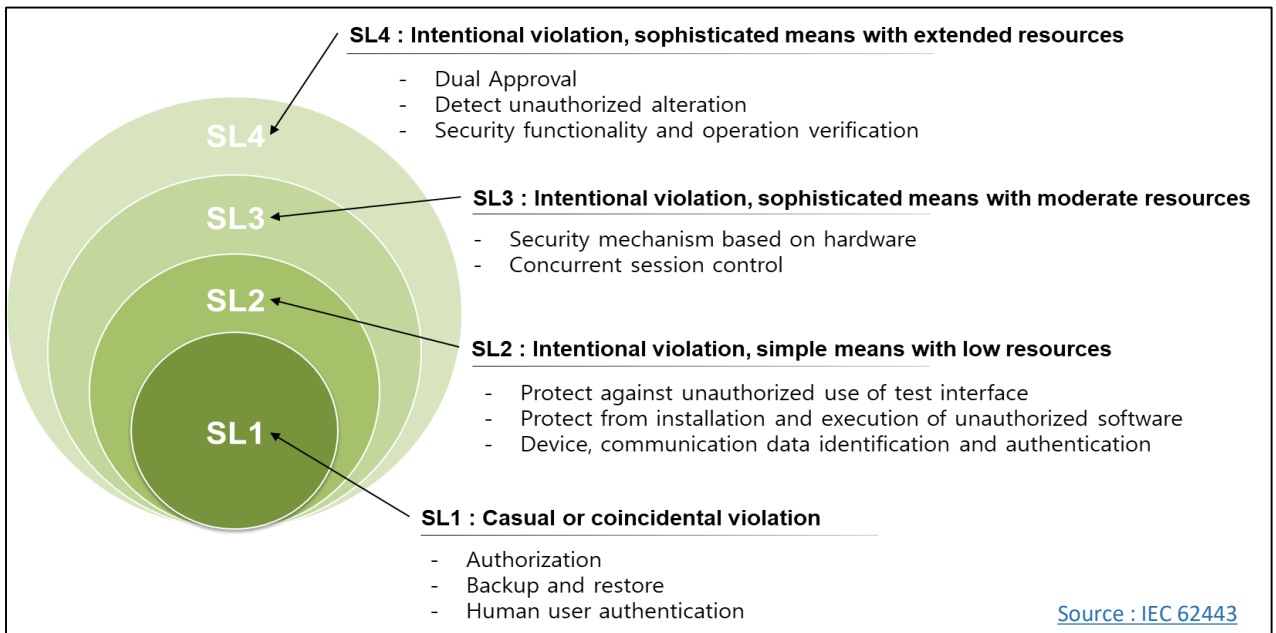 SL4 : Intentional violation, sophisticated means with extended resources
- Dual Approval
- Detect unauthorized alteration
- Security functionality and operation verification
SL4
SL3 : Intentional violation, sophisticated means with moderate resources
- Security mechanism based on hardware
- Concurrent session control
SL3
SL2
SL2 : Intentional violation, simple means with low resources
- Protect against unauthorized use of test interface
- Protect from installation and execution of unauthorized software
- Device, communication data identification and authentication
SL1
SL1 : Casual or coincidental violation
- Authorization
- Backup and restore
- Human user authentication
Source : IEC 62443